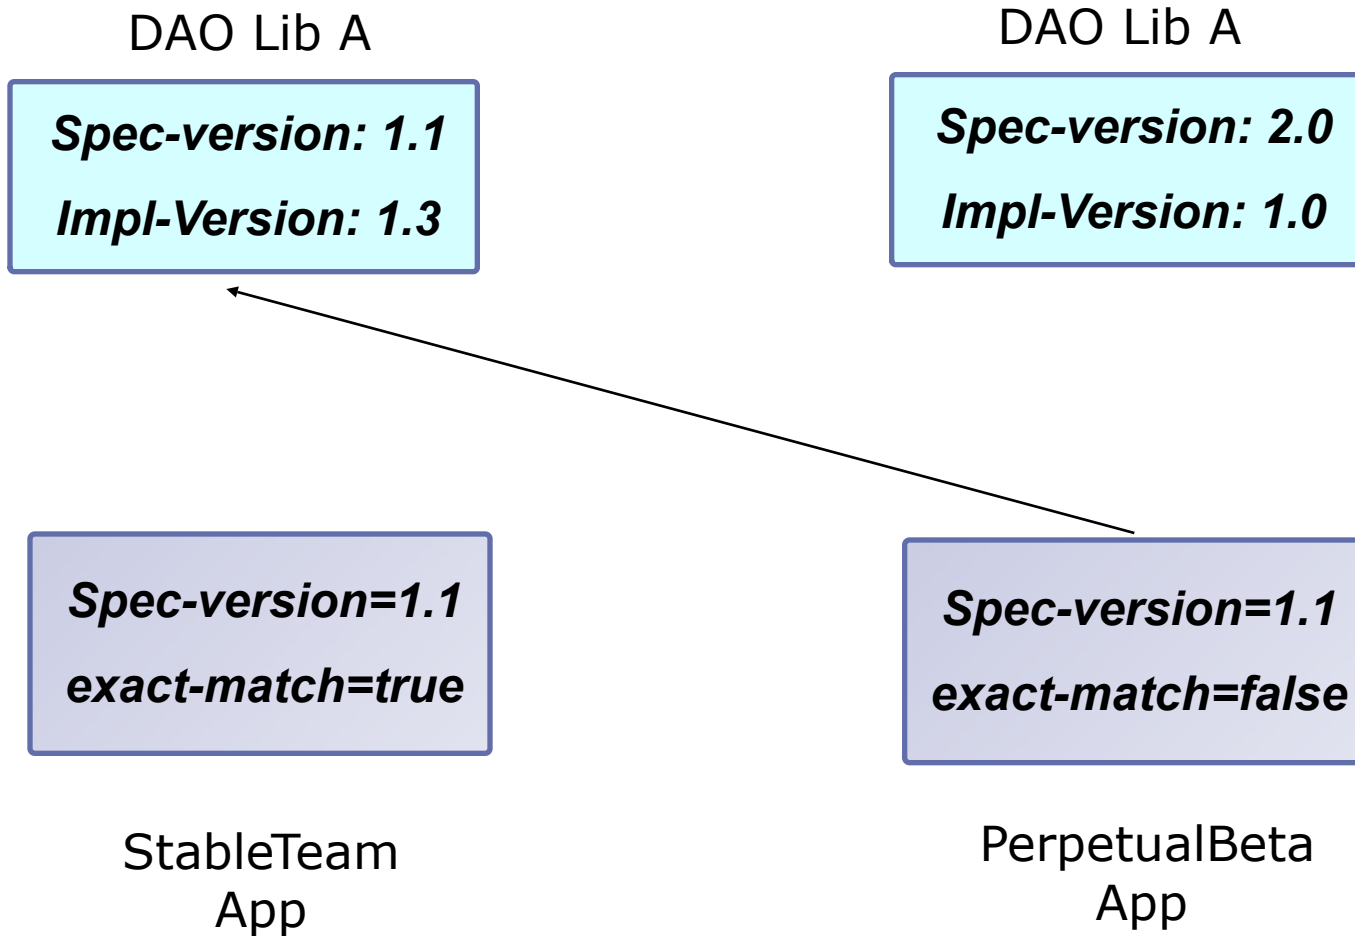 DAO Lib A
Spec-version: 1.1
Impl-Version: 1.3
DAO Lib A
Spec-version: 2.0
Impl-Version: 1.0
Spec-version=1.1
exact-match=true
StableTeam
App
Spec-version=1.1
exact-match=false
PerpetualBeta
App